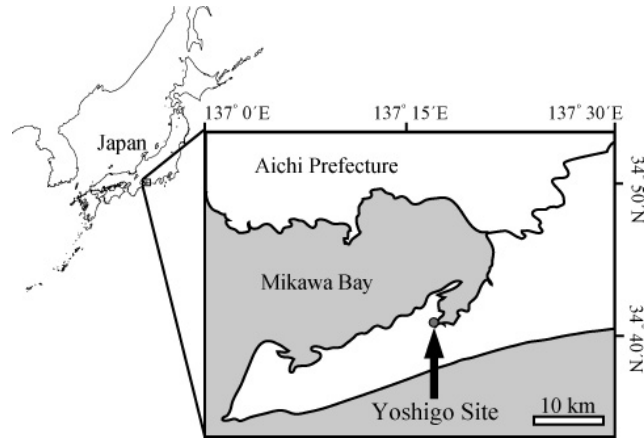 137° 0´E
137° 15´E
137° 30´E
Japan
Aichi Prefecture
34° 50´N
Mikawa Bay
34° 40´N
Yoshigo Site
10 km